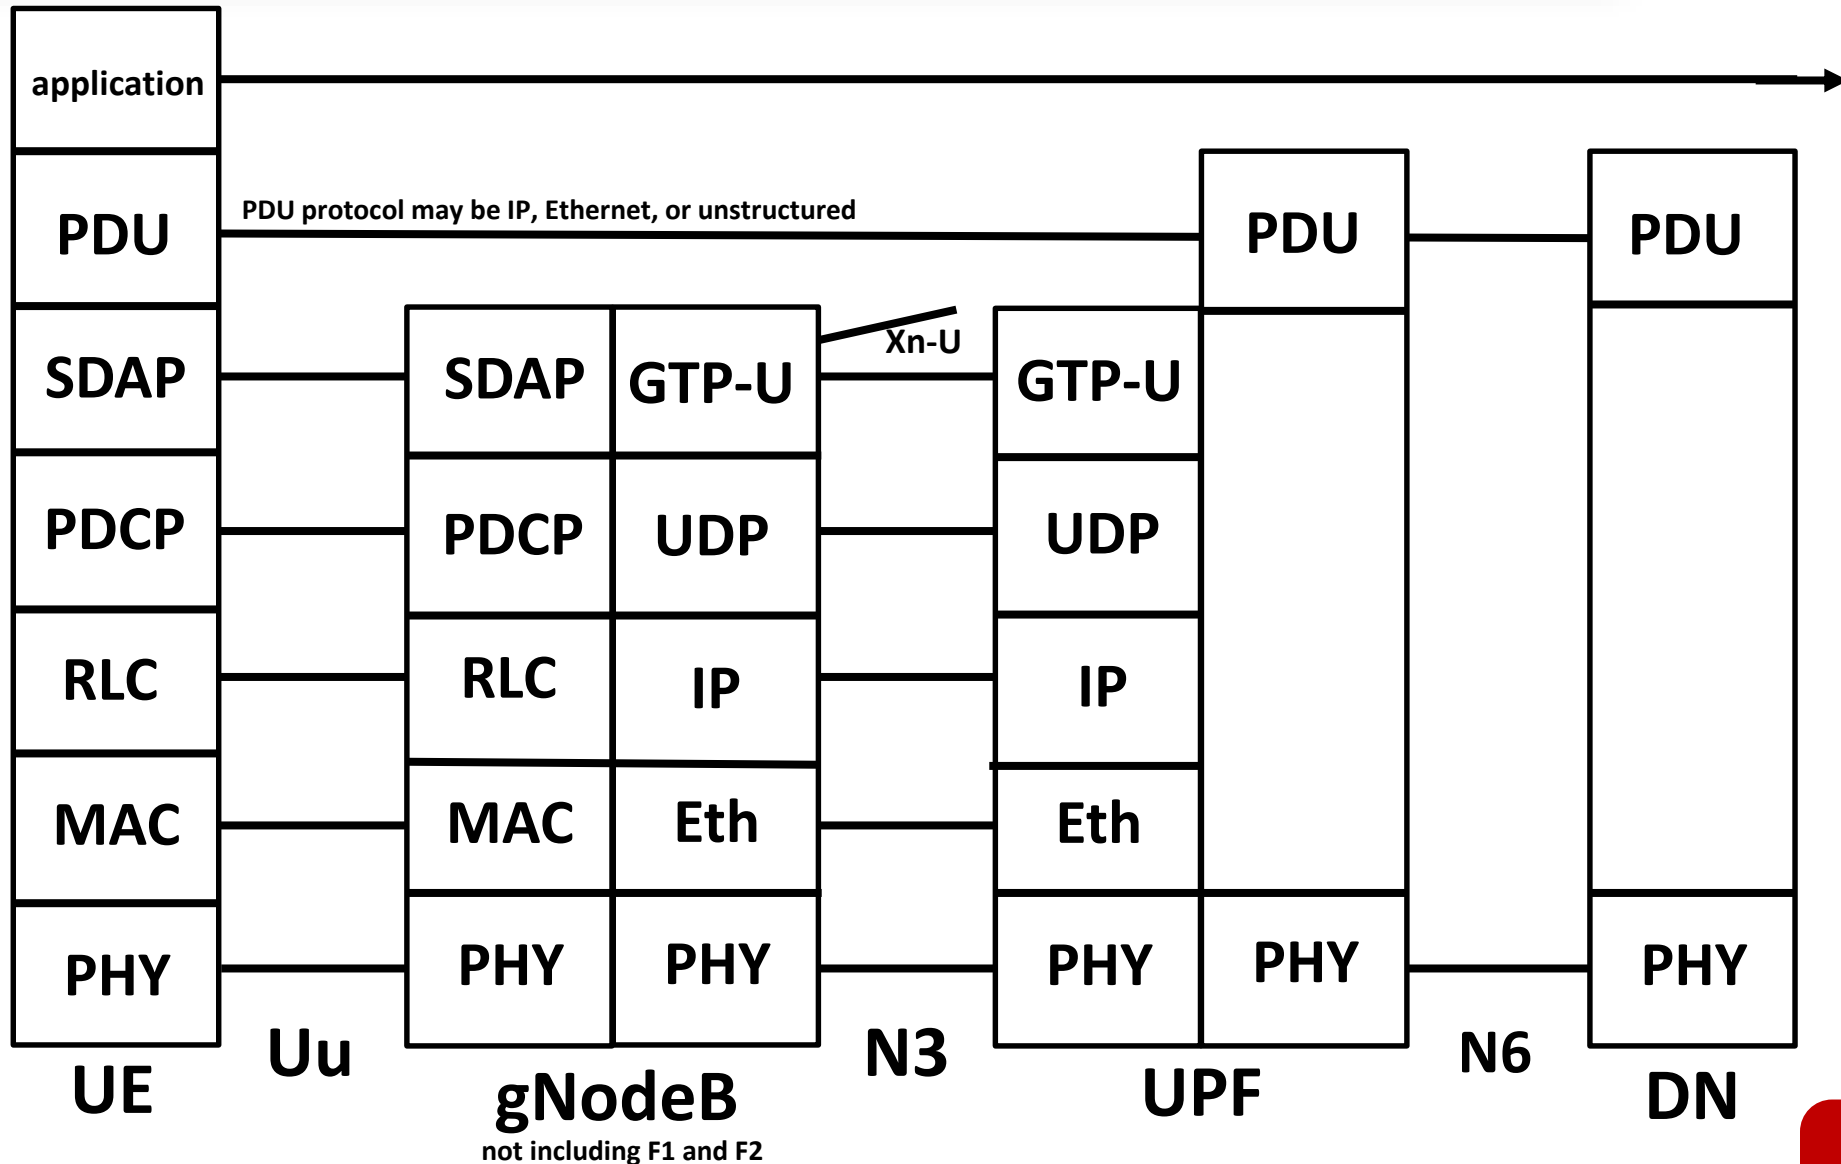 application
PDU protocol may be IP, Ethernet, or unstructured
PDU
PDU
PDU
Xn-U
SDAP
SDAP
GTP-U
GTP-U
PDCP
PDCP
UDP
UDP
RLC
RLC
IP
IP
MAC
MAC
Eth
Eth
PHY
PHY
PHY
PHY
PHY
PHY
Uu
N3
N6
UE
gNodeB
UPF
DN
not including F1 and F2